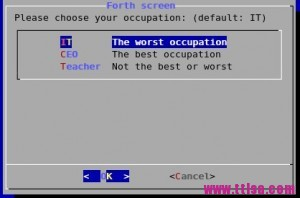 Forth screen
Please choose your occupation: (default: IT)
IT The worst occupation
CEO The best occupation
Teacher Not the best or worst
< OK > <Cancel>
www.ttlsa.com